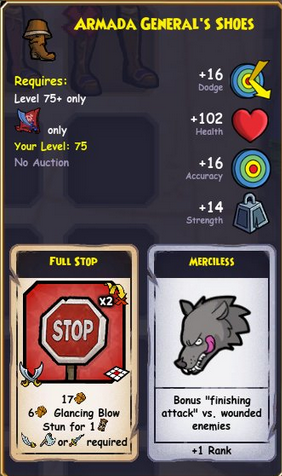 ARMADA GENERAL'S SHOES
Requires:
Level 75+ only
only
Your Level: 75
No Auction
+16
Dodge
+102
Health
+16
Accuracy
+14
Strength
FULL STOP
x2
STOP
17
6 Glancing Blow
Stun for 1
or required
MERCILESS
Bonus "finishing
attack" vs. wounded
enemies
+1 Rank